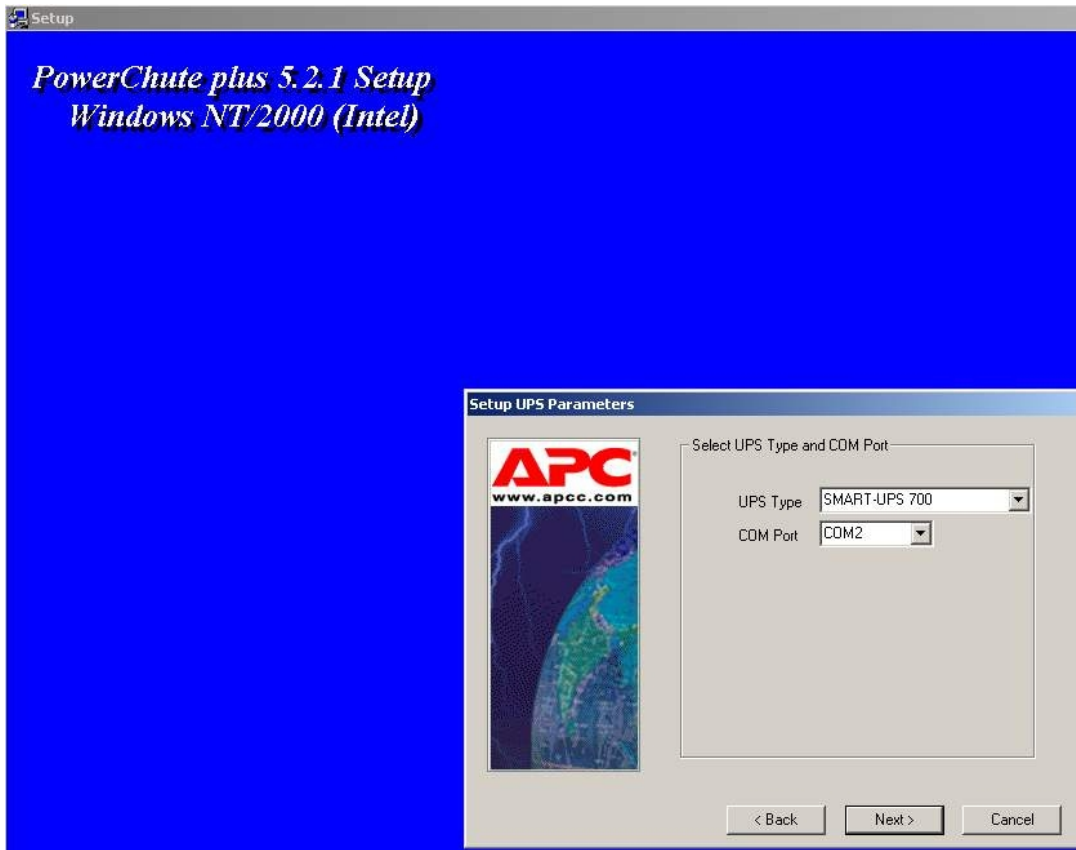 Setup
PowerChute plus 5.2.1 Setup
Windows NT/2000 (Intel)
Setup UPS Parameters
APC
www.apcc.com
Select UPS Type and COM Port
UPS Type SMART-UPS 700
COM Port COM2
< Back Next > Cancel